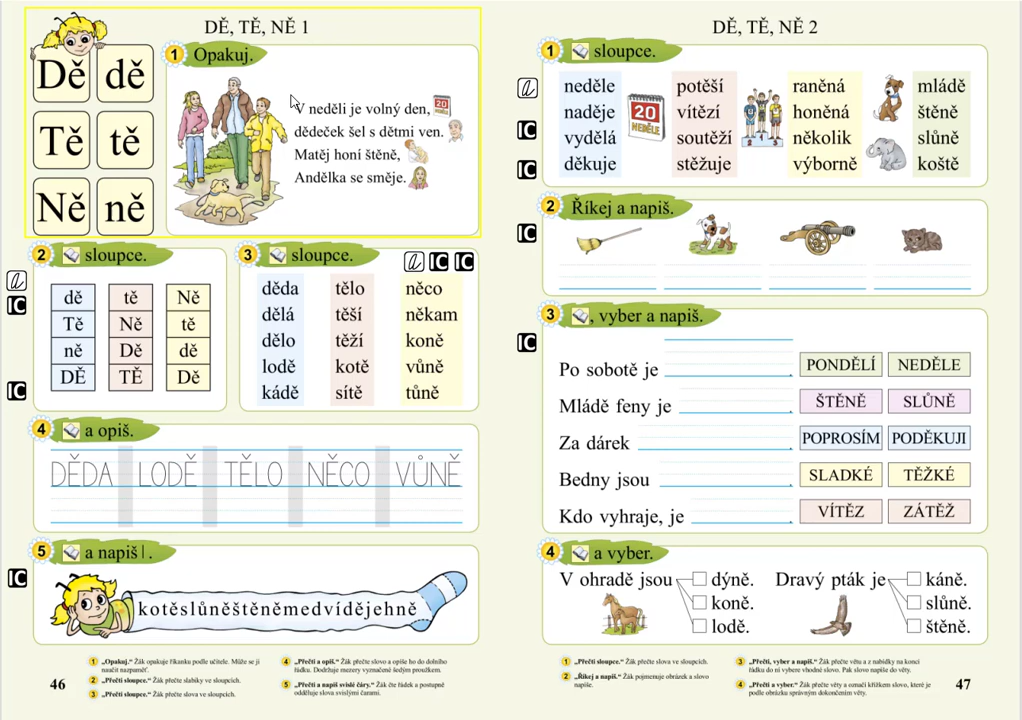 DĚ, TĚ, NĚ 1
Dě dě
Tě tě
Ně ně
1 Opakuj.
V neděli je volný den,
dědeček šel s dětmi ven.
Matěj honí štěně,
Andělka se směje.
2 sloupce.
dě tě Ně
Tě Ně tě
ně Dě dě
DĚ TĚ Dě
3 sloupce.
děda tělo něco
dělá těší někam
dělo těží koně
lodě kotě vůně
kádě sítě tůně
4 a opiš.
DĚDA LODĚ TĚLO NĚCO VŮNĚ
5 a napiš | .
kotěslůněštěněmedvídějehně
1 „Opakuj.“ Žák opakuje říkanku podle učitele. Může se ji
naučit nazpaměť.
2 „Přečti sloupce.“ Žák přečte slabiky ve sloupcích.
3 „Přečti sloupce.“ Žák přečte slova ve sloupcích.
4 „Přečti a opiš.“ Žák přečte slovo a opíše ho do dolního
řádku. Dodržuje mezery vyznačené šedým proužkem.
5 „Přečti a napiš svislé čáry.“ Žák čte řádek a postupně
odděluje slova svislými čarami.
46
DĚ, TĚ, NĚ 2
1 sloupce.
neděle potěší raněná mládě
naděje vítězí honěná štěně
vydělá soutěží několik slůně
děkuje stěžuje výborně koště
20
NEDĚLE
2 Říkej a napiš.
3 , vyber a napiš.
Po sobotě je . PONDĚLÍ NEDĚLE
Mládě feny je . ŠTĚNĚ SLŮNĚ
Za dárek . POPROSÍM PODĚKUJI
Bedny jsou . SLADKÉ TĚŽKÉ
Kdo vyhraje, je . VÍTĚZ ZÁTĚŽ
4 a vyber.
V ohradě jsou dýně.
koně.
lodě.
Dravý pták je káně.
slůně.
štěně.
1 „Přečti sloupce.“ Žák přečte slova ve sloupcích.
2 „Říkej a napiš.“ Žák pojmenuje obrázek a slovo
napíše.
3 „Přečti, vyber a napiš.“ Žák přečte větu a z nabídky na konci
řádku do ní vybere vhodné slovo. Pak slovo napíše do věty.
4 „Přečti a vyber.“ Žák přečte věty a označí křížkem slovo, které je
podle obrázku správným dokončením věty.
47